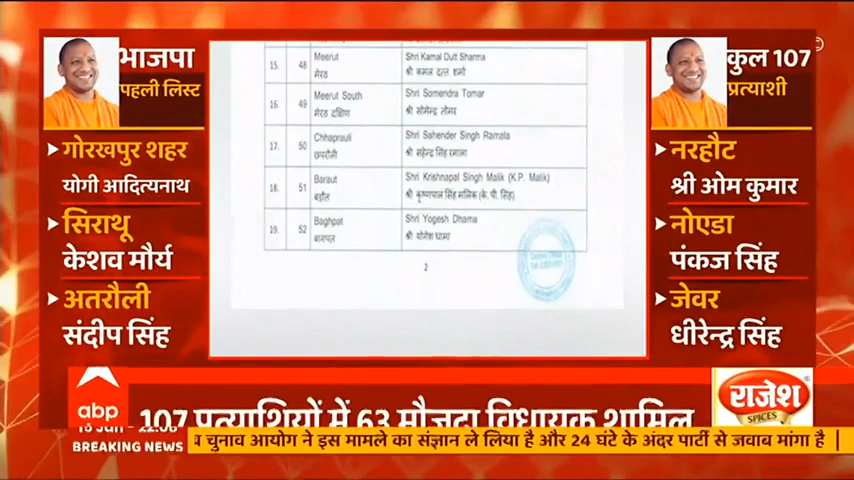 भाजपा
पहली लिस्ट
गोरखपुर शहर
योगी आदित्यनाथ
सिराथू
केशव मौर्य
अतरौली
संदीप सिंह
15. 48 Meerut Shri Kamal Dutt Sharma
मेरठ श्री कमल दत्त शर्मा
16. 49 Meerut South Shri Somendra Tomar
मेरठ दक्षिण श्री सोमेन्द्र तोमर
17. 50 Chhaprauli Shri Sahender Singh Ramala
छपरौली श्री सहेन्द्र सिंह रमाला
18. 51 Baraut Shri Krishnapal Singh Malik (K.P. Malik)
बड़ौत श्री कृष्णपाल सिंह मलिक (के. पी. सिंह)
19. 52 Baghpat Shri Yogesh Dhama
बागपत श्री योगेश धामा
2
कुल 107
प्रत्याशी
नरहौट
श्री ओम कुमार
नोएडा
पंकज सिंह
जेवर
धीरेन्द्र सिंह
abp
107 प्रत्याशियों में 63 मौजूदा विधायक शामिल
राजेश
SPICES
BREAKING NEWS
चुनाव आयोग ने इस मामले का संज्ञान ले लिया है और 24 घंटे के अंदर पार्टी से जवाब मांगा है